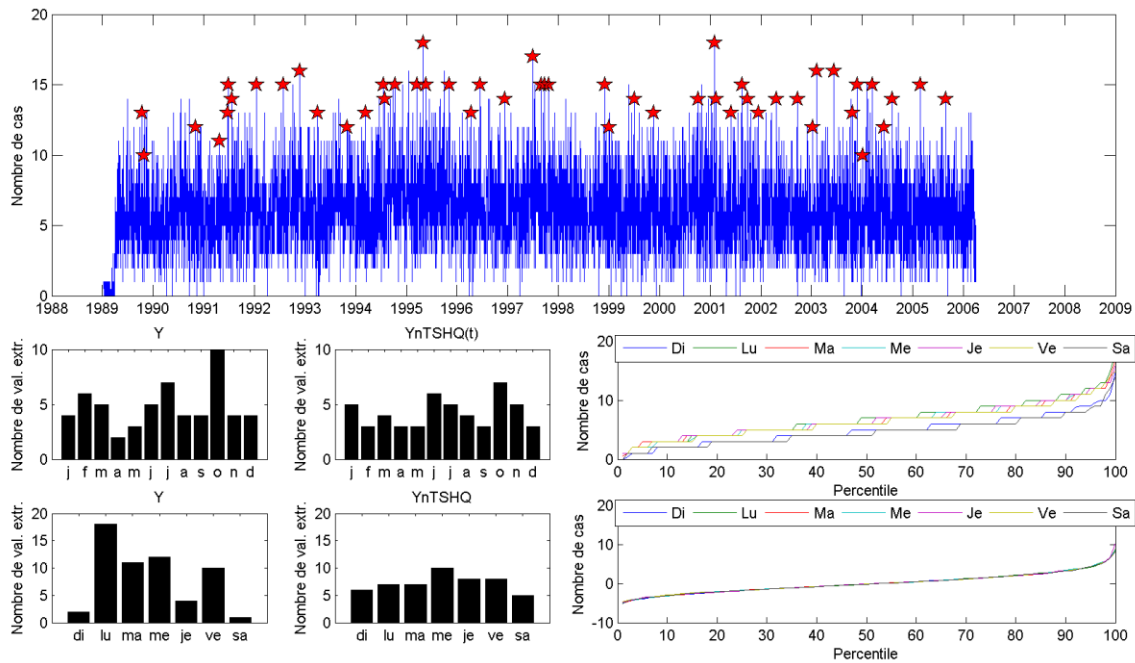 20
15
10
5
0
Nombre de cas
1988 1989 1990 1991 1992 1993 1994 1995 1996 1997 1998 1999 2000 2001 2002 2003 2004 2005 2006 2007 2008 2009
Y
10
5
0
Nombre de val. extr.
j f m a m j j a s o n d
YnTSHQ(t)
10
5
0
Nombre de val. extr.
j f m a m j j a s o n d
20
10
0
Nombre de cas
Di Lu Ma Me Je Ve Sa
0 10 20 30 40 50 60 70 80 90 100
Percentile
Y
20
15
10
5
0
Nombre de val. extr.
di lu ma me je ve sa
YnTSHQ
20
15
10
5
0
Nombre de val. extr.
di lu ma me je ve sa
20
10
0
-10
Nombre de cas
Di Lu Ma Me Je Ve Sa
0 10 20 30 40 50 60 70 80 90 100
Percentile